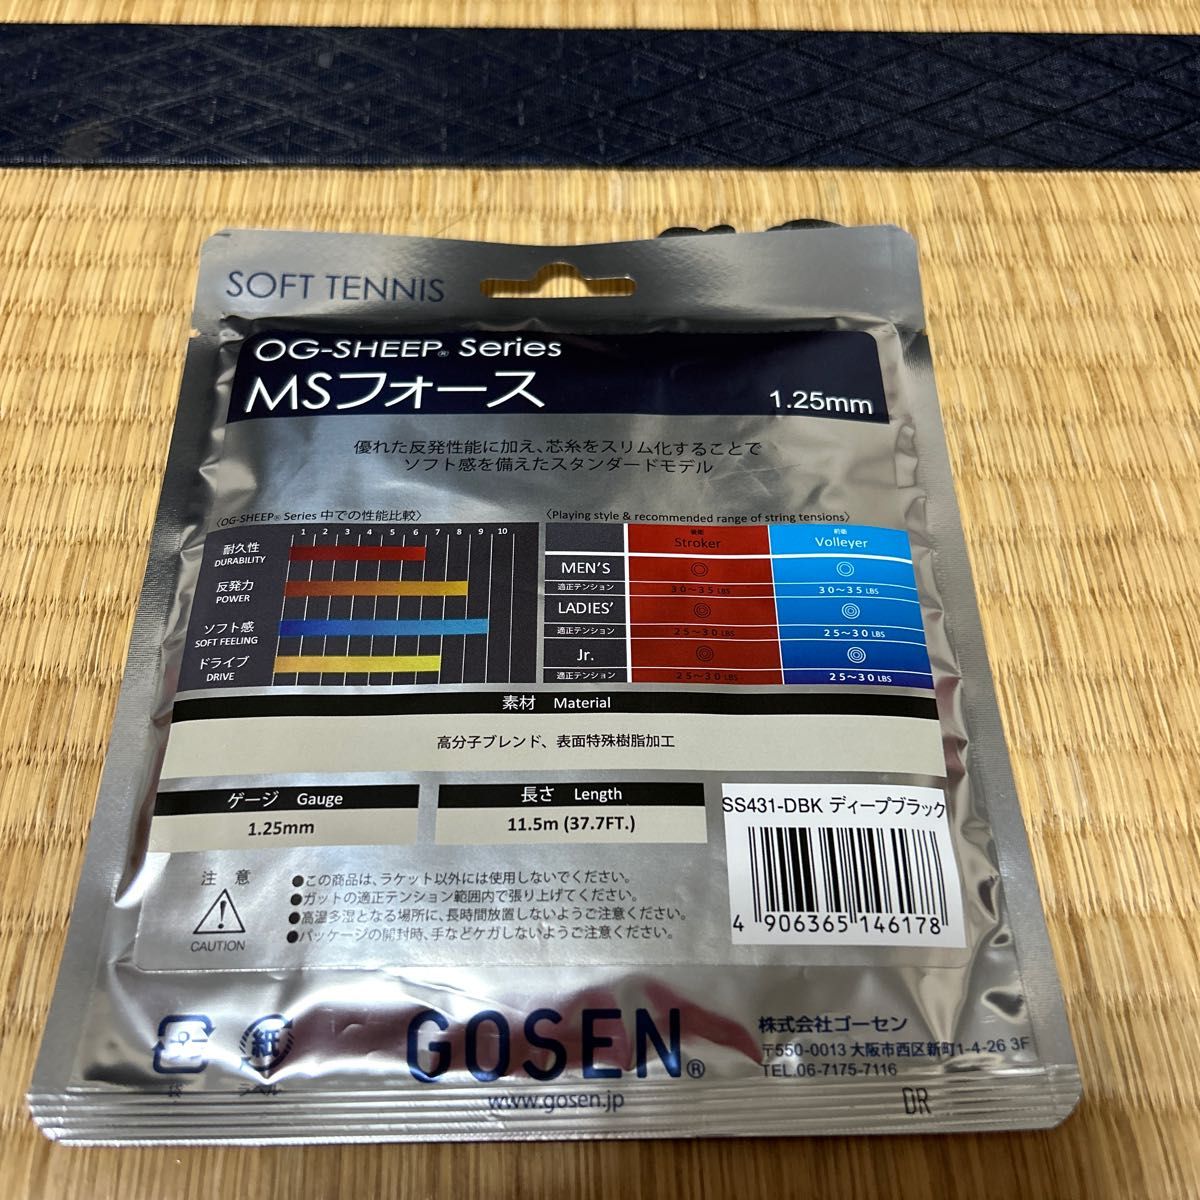 SOFT TENNIS
OG-SHEEP® Series
MSフォース
1.25mm
優れた反発性能に加え、芯糸をスリム化することで
ソフト感を備えたスタンダードモデル
〈OG-SHEEP® Series 中での性能比較〉
1 2 3 4 5 6 7 8 9 10
耐久性
DURABILITY
反発力
POWER
ソフト感
SOFT FEELING
ドライブ
DRIVE
〈Playing style & recommended range of string tensions〉
後衛
Stroker
前衛
Volleyer
MEN'S
◎ ◎
適正テンション 30〜35 LBS 30〜35 LBS
LADIES'
適正テンション 25〜30 LBS 25〜30 LBS
Jr.
適正テンション 25〜30 LBS 25〜30 LBS
素材 Material
高分子ブレンド、表面特殊樹脂加工
ゲージ Gauge
1.25mm
長さ Length
11.5m (37.7FT.)
SS431-DBK ディープブラック
4 906365 146178
注意
CAUTION
●この商品は、ラケット以外には使用しないでください。
●ガットの適正テンション範囲内で張り上げてください。
●高温多湿となる場所に、長時間放置しないようご注意ください。
●パッケージの開封時、手などケガしないようご注意ください。
プラ
袋
紙
ラベル
GOSEN®
www.gosen.jp
株式会社ゴーセン
〒550-0013 大阪市西区新町1-4-26 3F
TEL.06-7175-7116
DR